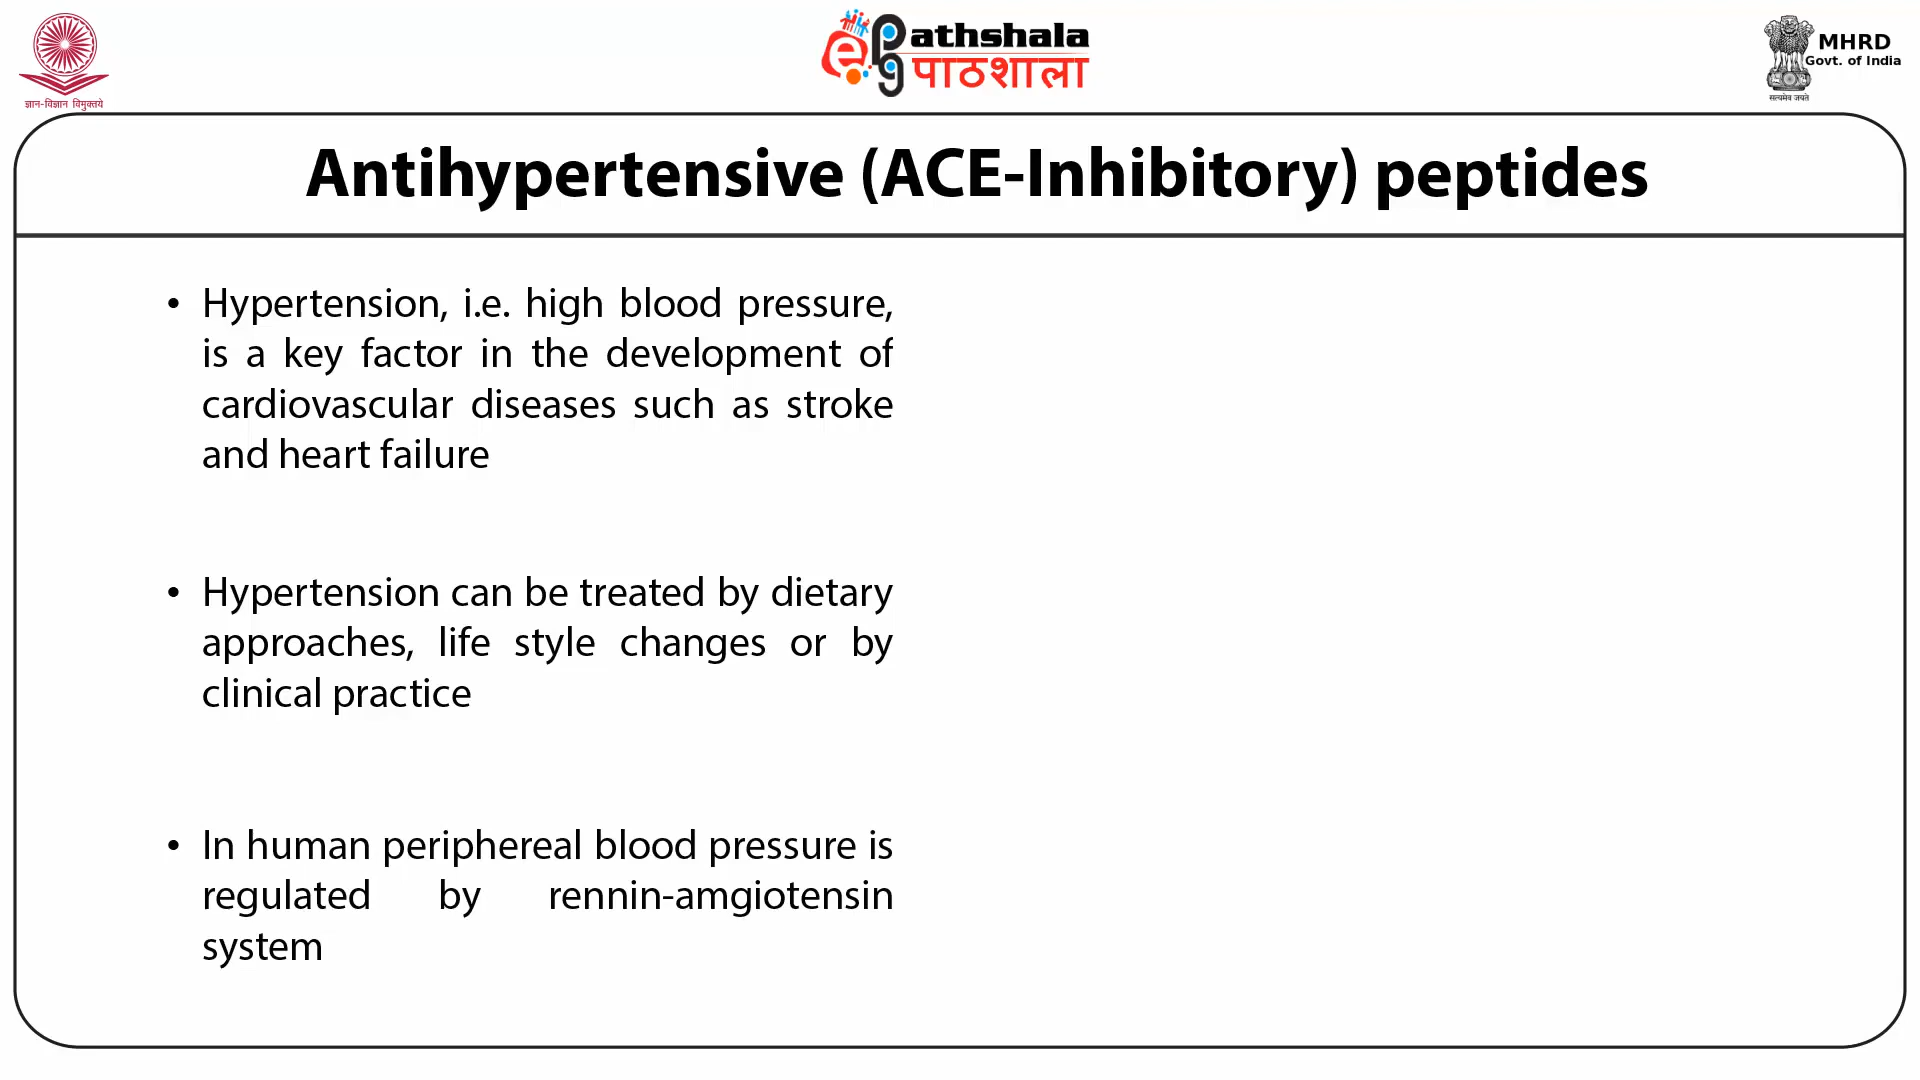 ज्ञान-विज्ञान विमुक्तये
ePG athshala
पाठशाला
MHRD
Govt. of India
सत्यमेव जयते
Antihypertensive (ACE-Inhibitory) peptides
• Hypertension, i.e. high blood pressure,
is a key factor in the development of
cardiovascular diseases such as stroke
and heart failure
• Hypertension can be treated by dietary
approaches, life style changes or by
clinical practice
• In human periphereal blood pressure is
regulated by rennin-amgiotensin
system